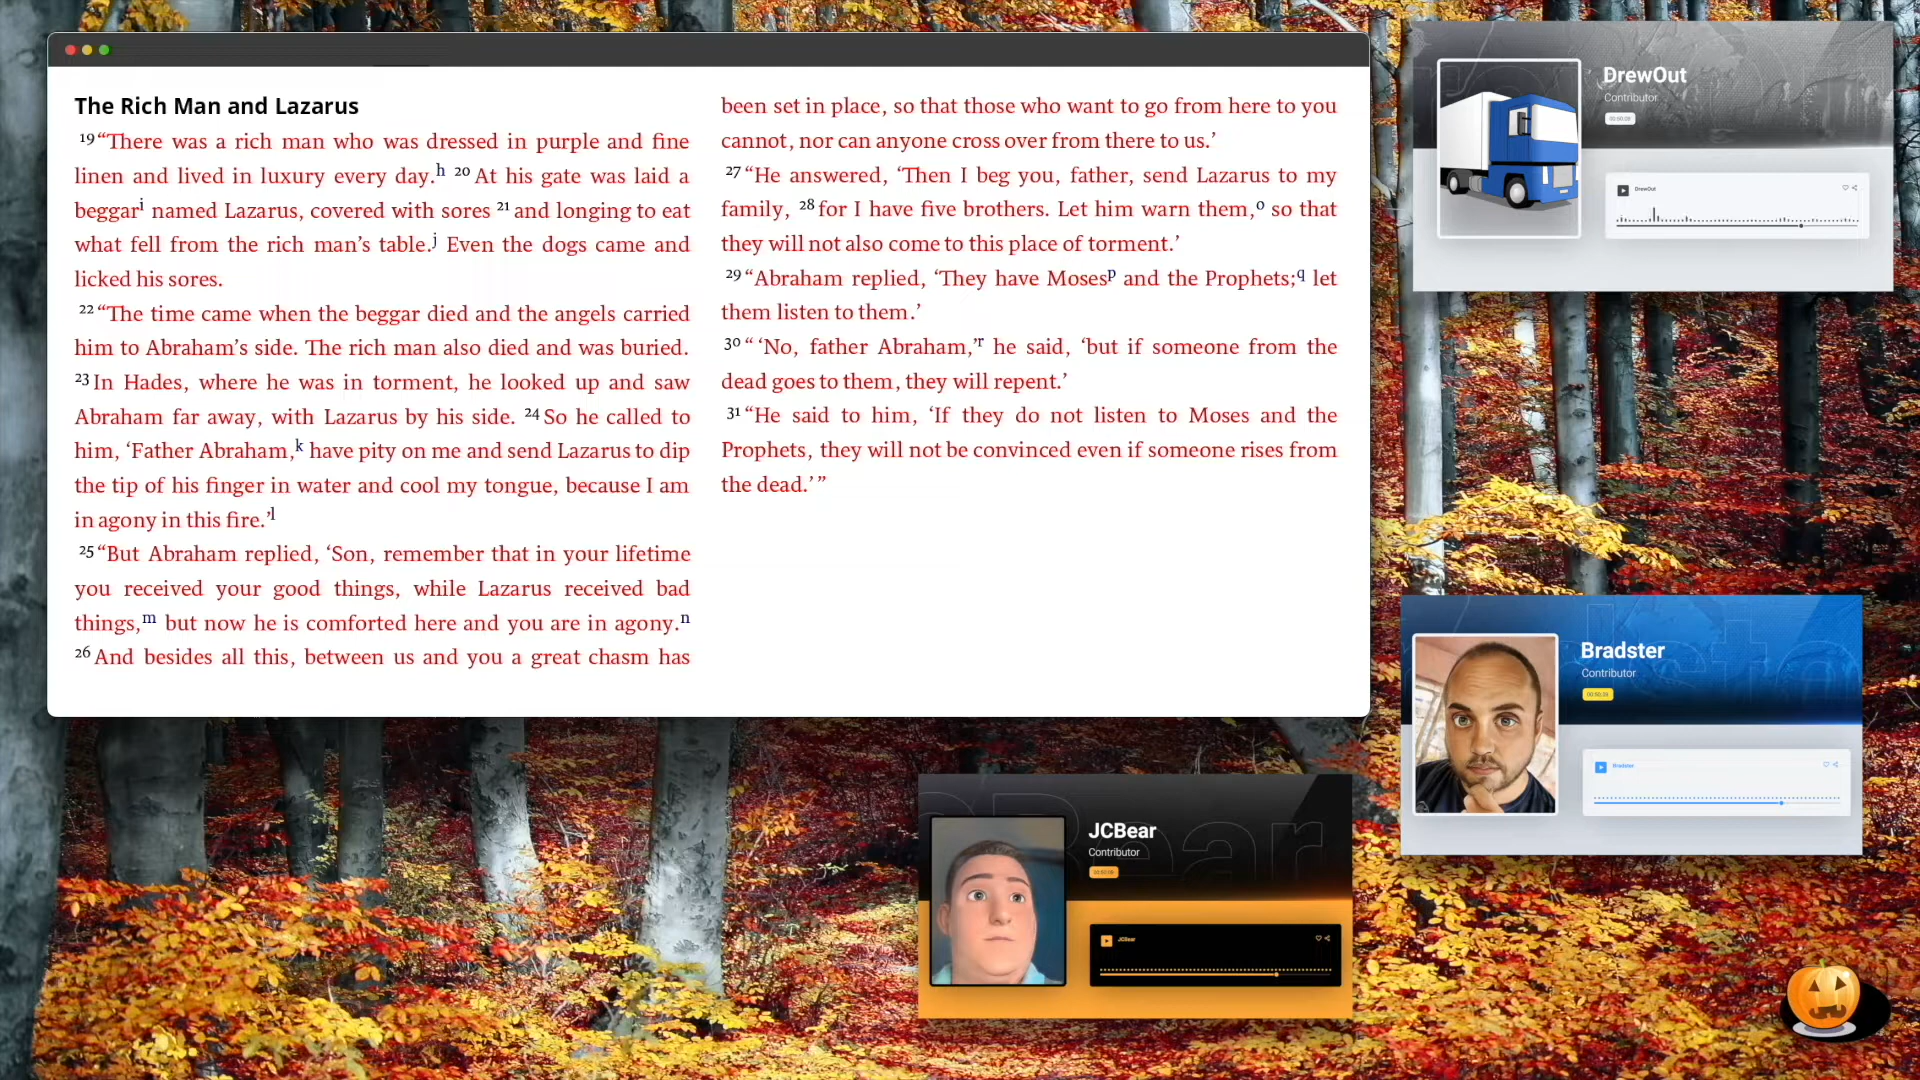 The Rich Man and Lazarus
19 “There was a rich man who was dressed in purple and fine
linen and lived in luxury every day.h 20 At his gate was laid a
beggari named Lazarus, covered with sores 21 and longing to eat
what fell from the rich man’s table.j Even the dogs came and
licked his sores.
22 “The time came when the beggar died and the angels carried
him to Abraham’s side. The rich man also died and was buried.
23 In Hades, where he was in torment, he looked up and saw
Abraham far away, with Lazarus by his side. 24 So he called to
him, ‘Father Abraham,k have pity on me and send Lazarus to dip
the tip of his finger in water and cool my tongue, because I am
in agony in this fire.’l
25 “But Abraham replied, ‘Son, remember that in your lifetime
you received your good things, while Lazarus received bad
things,m but now he is comforted here and you are in agony.n
26 And besides all this, between us and you a great chasm has
been set in place, so that those who want to go from here to you
cannot, nor can anyone cross over from there to us.’
27 “He answered, ‘Then I beg you, father, send Lazarus to my
family, 28 for I have five brothers. Let him warn them,o so that
they will not also come to this place of torment.’
29 “Abraham replied, ‘They have Mosesp and the Prophets;q let
them listen to them.’
30 “ ‘No, father Abraham,’r he said, ‘but if someone from the
dead goes to them, they will repent.’
31 “He said to him, ‘If they do not listen to Moses and the
Prophets, they will not be convinced even if someone rises from
the dead.’ ”
DrewOut
Contributor
DrewOut
Bradster
Contributor
Bradster
JCBear
Contributor
JCBear